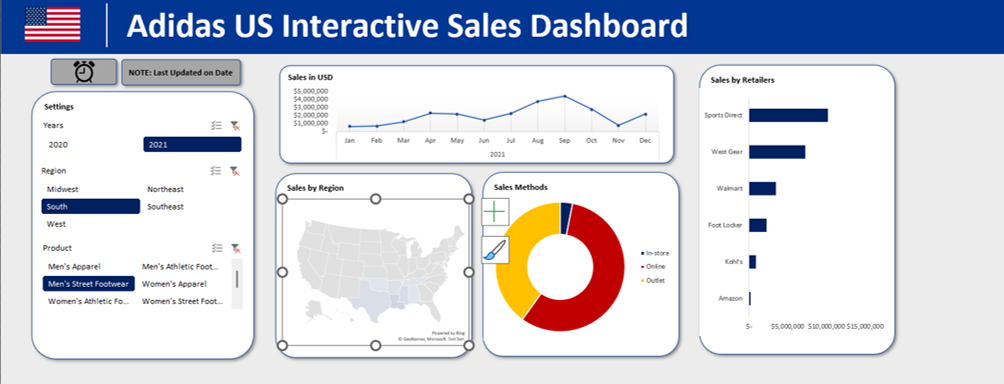 Adidas US Interactive Sales Dashboard
NOTE: Last Updated on Date
Settings
Years
2020 2021
Region
Midwest Northeast
South Southeast
West
Product
Men's Apparel Men's Athletic Foot...
Men's Street Footwear Women's Apparel
Women's Athletic Fo... Women's Street Foot...
Sales in USD
$5,000,000
$4,000,000
$3,000,000
$2,000,000
$1,000,000
$-
Jan Feb Mar Apr May Jun Jul Aug Sep Oct Nov Dec
2021
Sales by Region
Powered by Bing
© GeoNames, Microsoft, TomTom
Sales Methods
In-store
Online
Outlet
Sales by Retailers
Sports Direct
West Gear
Walmart
Foot Locker
Kohl's
Amazon
$- $5,000,000 $10,000,000 $15,000,000